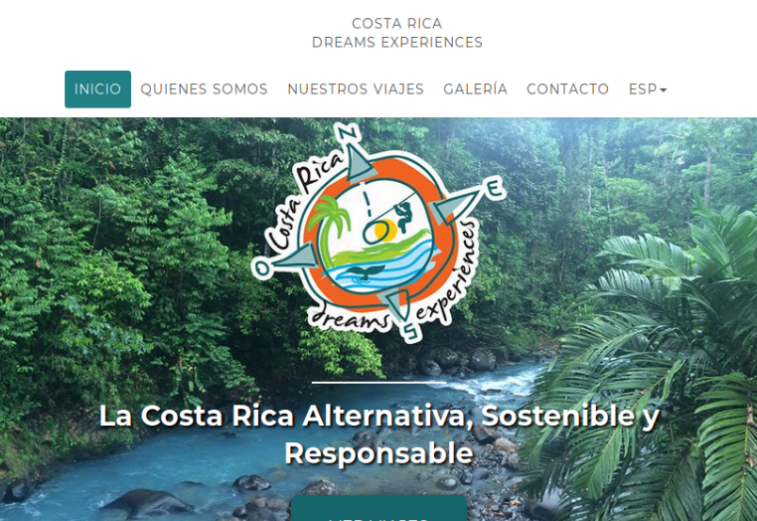 COSTA RICA
DREAMS EXPERIENCES
INICIO QUIENES SOMOS NUESTROS VIAJES GALERÍA CONTACTO ESP
N
Costa Rica
E
O
dreams experiences
S
La Costa Rica Alternativa, Sostenible y
Responsable